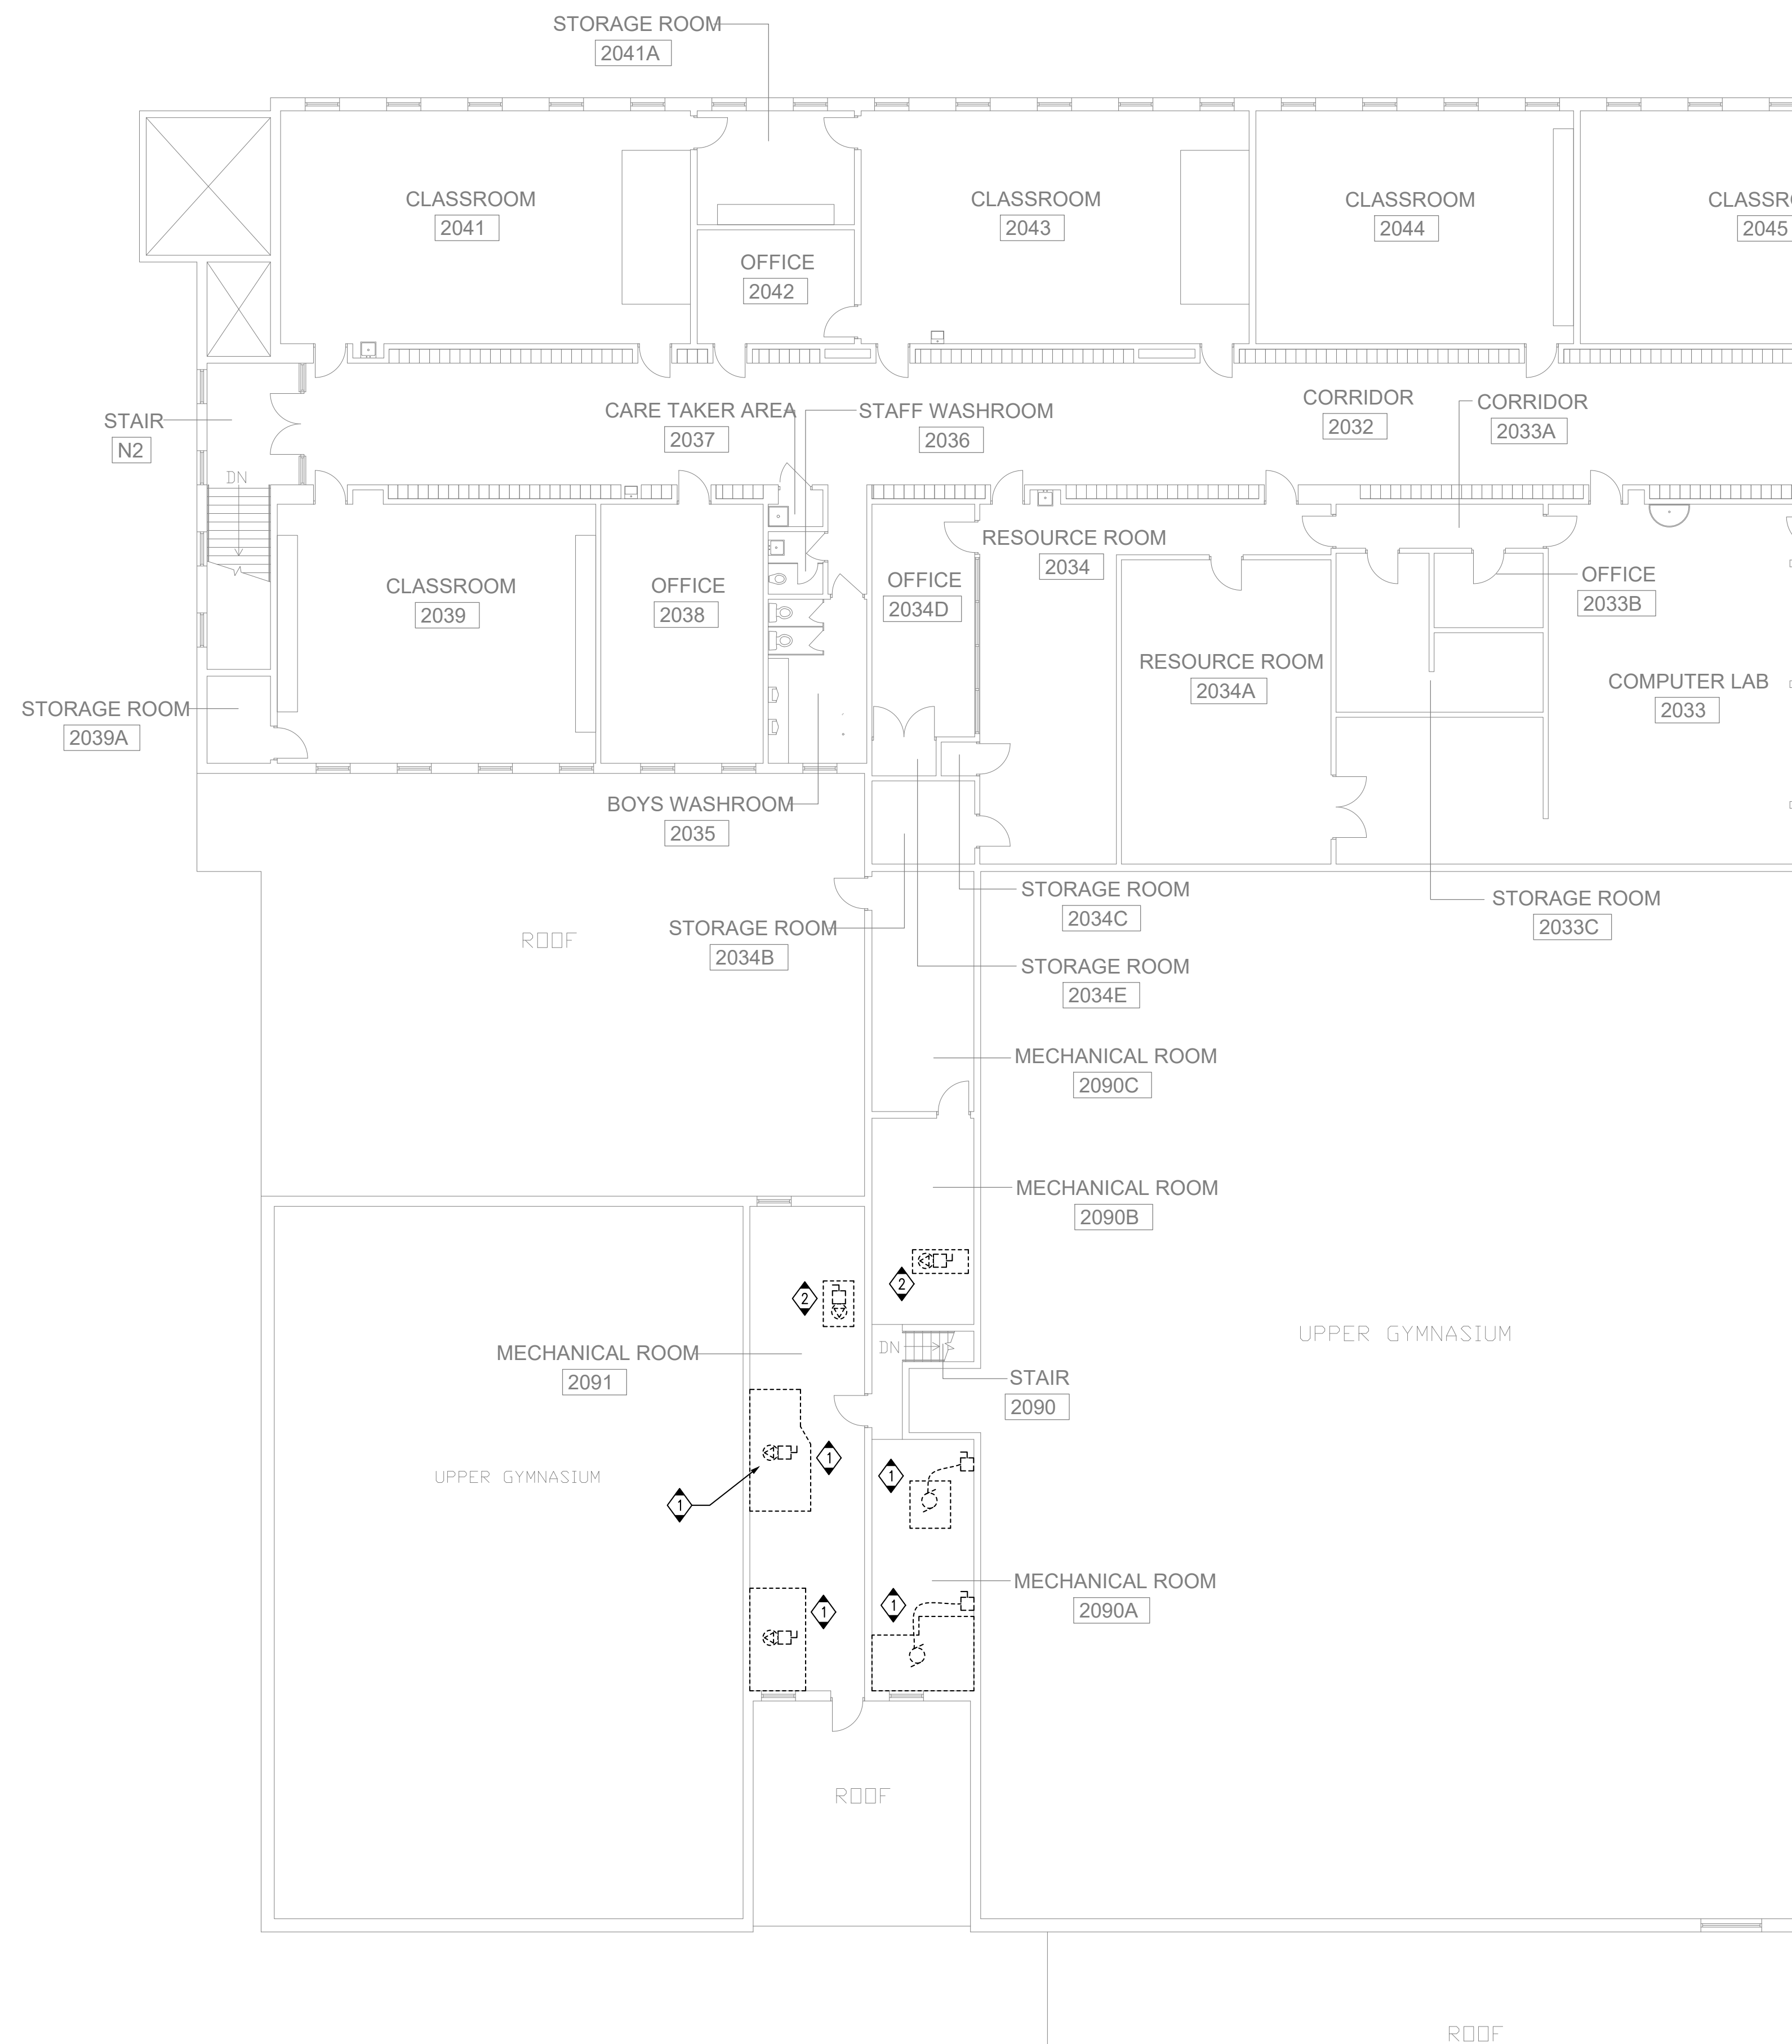 STORAGE ROOM
2041A
CLASSROOM
2041
CLASSROOM
2043
CLASSROOM
2044
CLASSR
2045
OFFICE
2042
STAIR
N2
CARE TAKER AREA
2037
STAFF WASHROOM
2036
CORRIDOR
2032
CORRIDOR
2033A
DN
CLASSROOM
2039
OFFICE
2038
OFFICE
2034D
RESOURCE ROOM
2034
OFFICE
2033B
RESOURCE ROOM
2034A
COMPUTER LAB
2033
STORAGE ROOM
2039A
BOYS WASHROOM
2035
STORAGE ROOM
2034C
STORAGE ROOM
2033C
STORAGE ROOM
2034B
ROOF
STORAGE ROOM
2034E
MECHANICAL ROOM
2090C
MECHANICAL ROOM
2090B
2
2
UPPER GYMNASIUM
DN
MECHANICAL ROOM
2091
STAIR
2090
1
1
UPPER GYMNASIUM
1
MECHANICAL ROOM
2090A
1
1
ROOF
ROOF